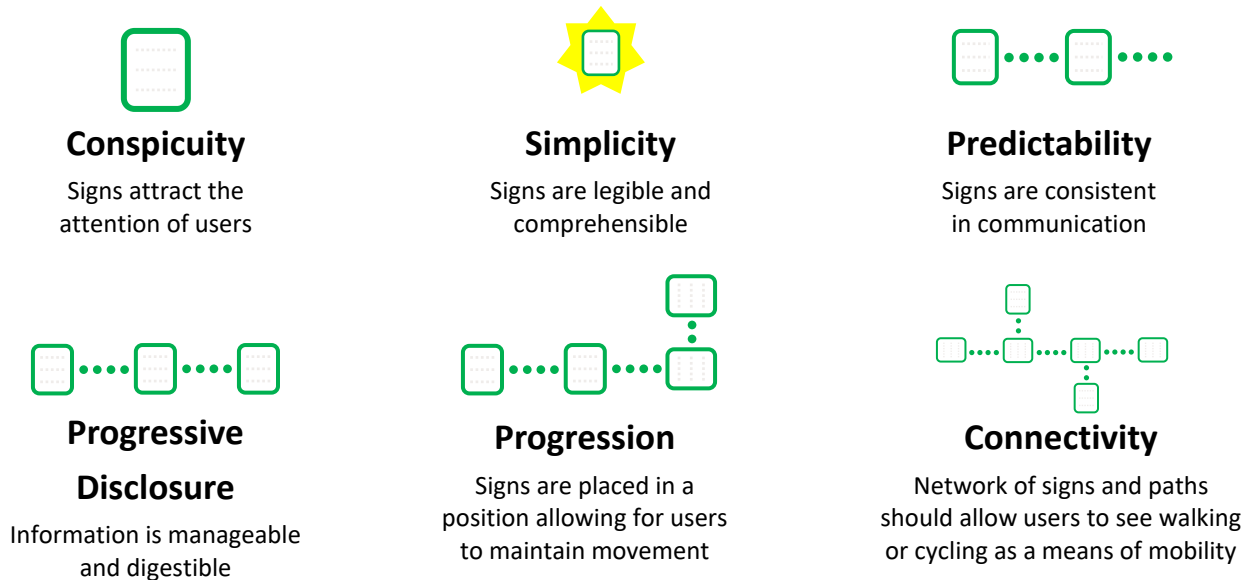 Conspicuity
Signs attract the
attention of users
Simplicity
Signs are legible and
comprehensible
Predictability
Signs are consistent
in communication
Progressive
Disclosure
Information is manageable
and digestible
Progression
Signs are placed in a
position allowing for users
to maintain movement
Connectivity
Network of signs and paths
should allow users to see walking
or cycling as a means of mobility